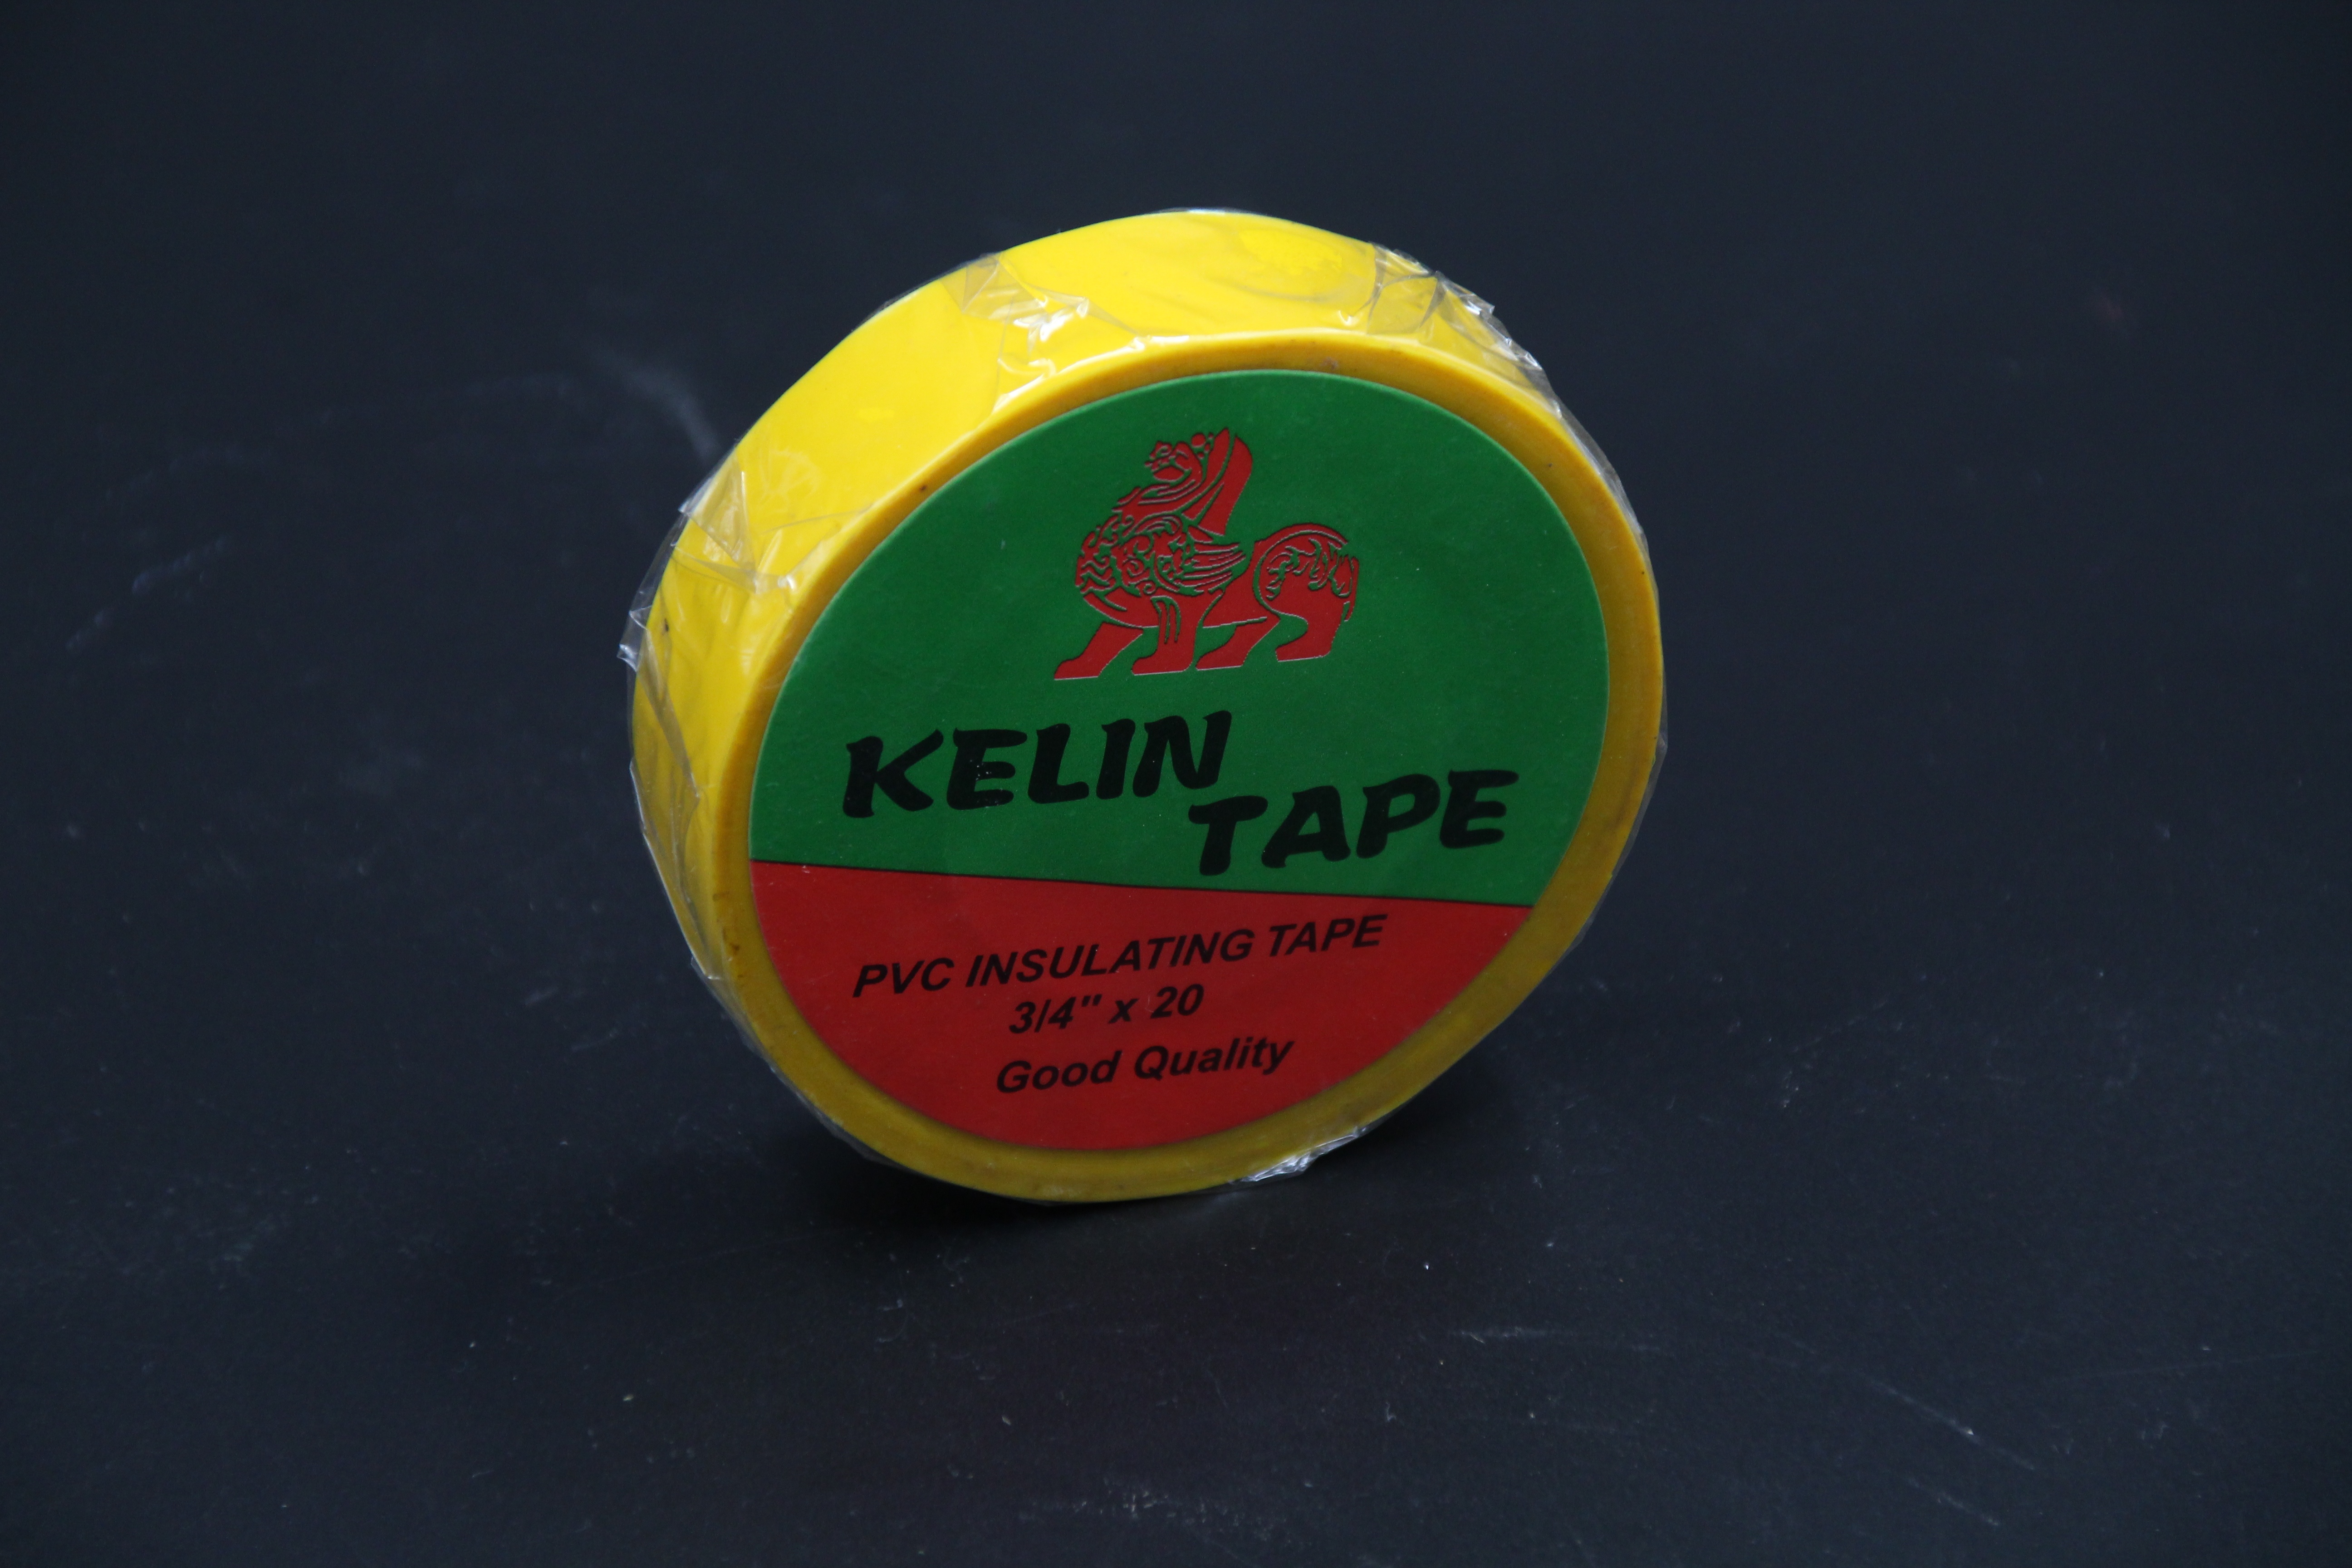 KELIN
TAPE
PVC INSULATING TAPE
3/4" x 20
Good Quality